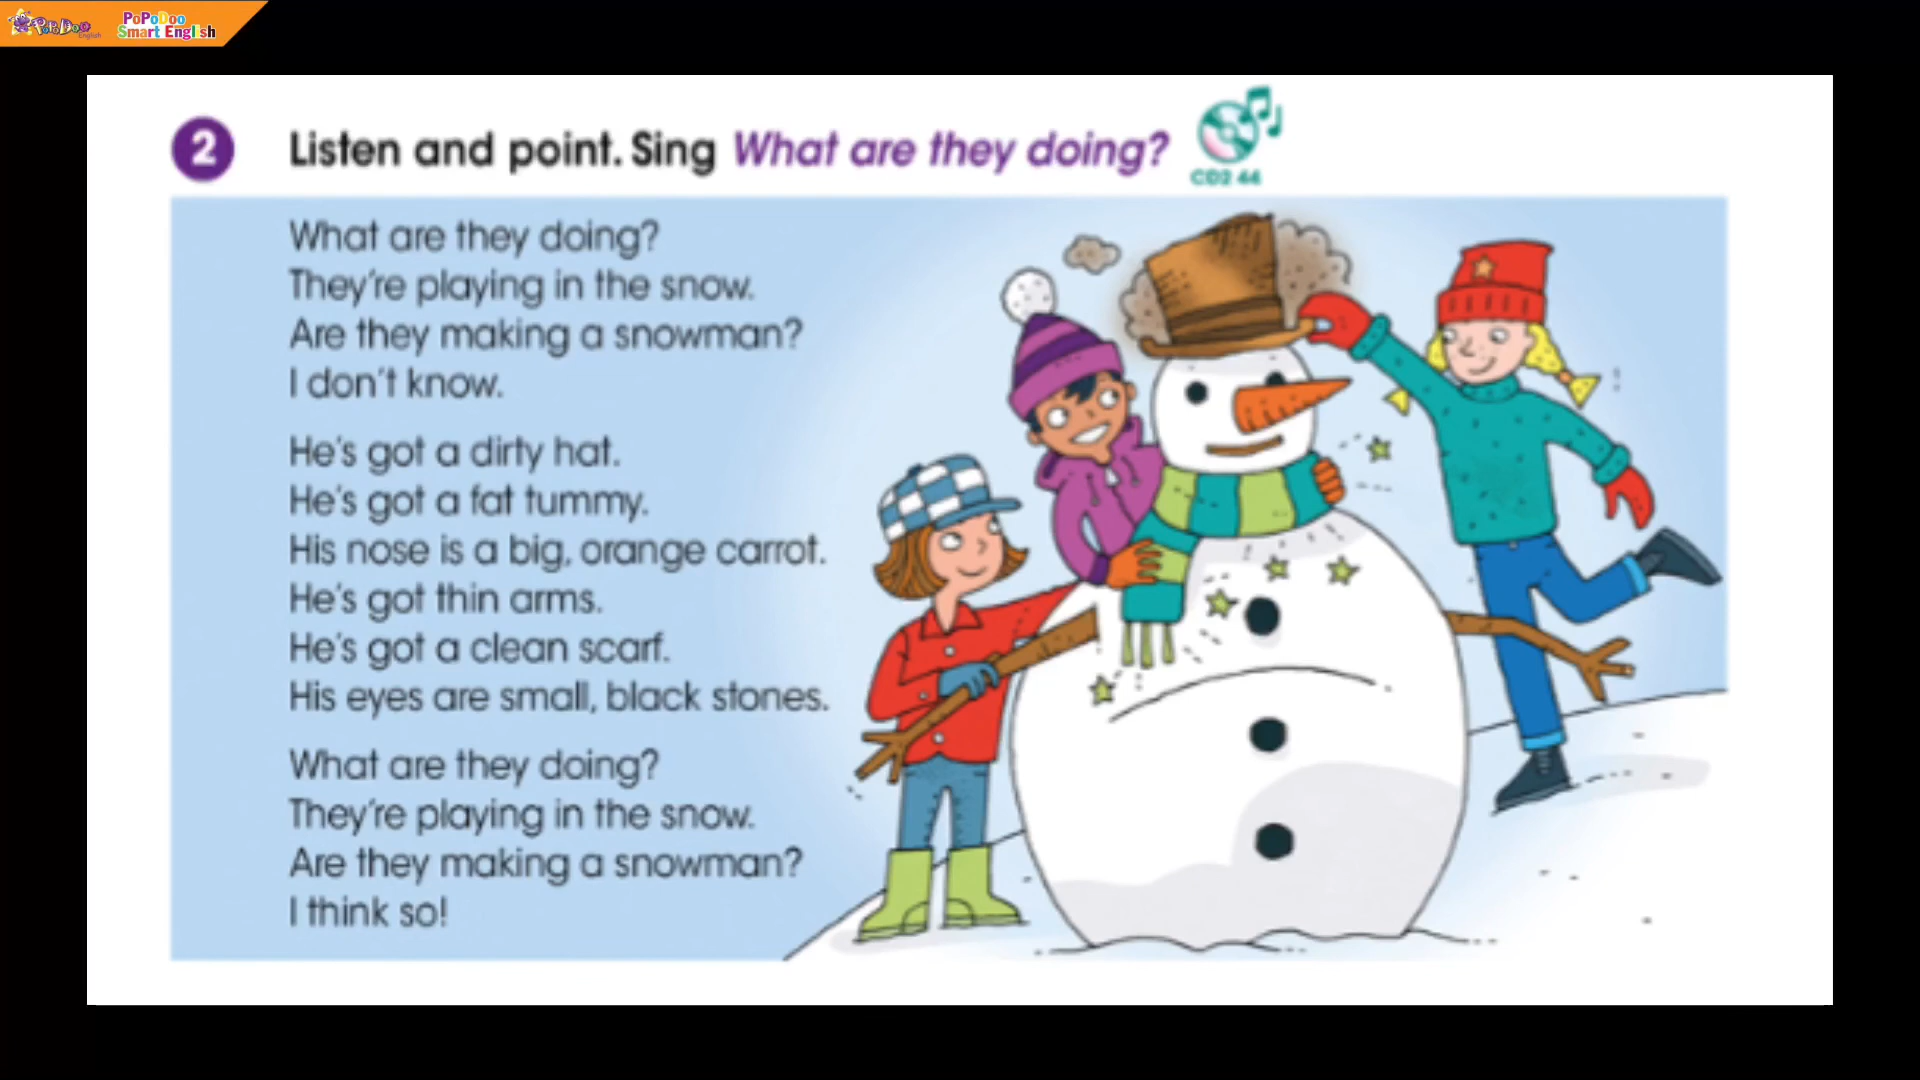 PoPoDoo
English
PoPoDoo
Smart English
2 Listen and point. Sing What are they doing?
CD2 44
What are they doing?
They're playing in the snow.
Are they making a snowman?
I don't know.
He's got a dirty hat.
He's got a fat tummy.
His nose is a big, orange carrot.
He's got thin arms.
He's got a clean scarf.
His eyes are small, black stones.
What are they doing?
They're playing in the snow.
Are they making a snowman?
I think so!